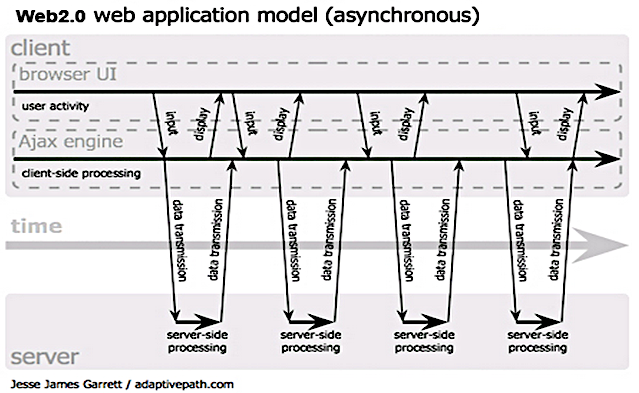 Web2.0 web application model (asynchronous)
client
browser UI
user activity
input
display
input
display
input
display
input
display
Ajax engine
client-side processing
time
data transmission
data transmission
data transmission
data transmission
data transmission
data transmission
data transmission
data transmission
server-side
processing
server-side
processing
server-side
processing
server-side
processing
server
Jesse James Garrett / adaptivepath.com